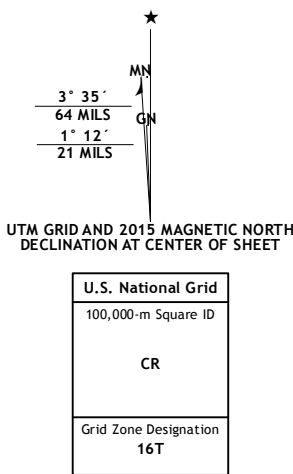 ★
MN
3° 35´
64 MILS
GN
1° 12´
21 MILS
UTM GRID AND 2015 MAGNETIC NORTH
DECLINATION AT CENTER OF SHEET
U.S. National Grid
100,000-m Square ID
CR
Grid Zone Designation
16T